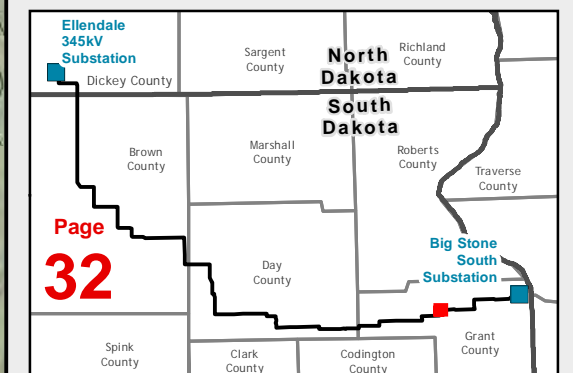 Ellendale
345kV
Substation
Dickey County
Sargent
County
North
Dakota
Richland
County
South
Dakota
Brown
County
Marshall
County
Roberts
County
Traverse
County
Page
32
Day
County
Big Stone
South
Substation
Spink
County
Clark
County
Codington
County
Grant
County